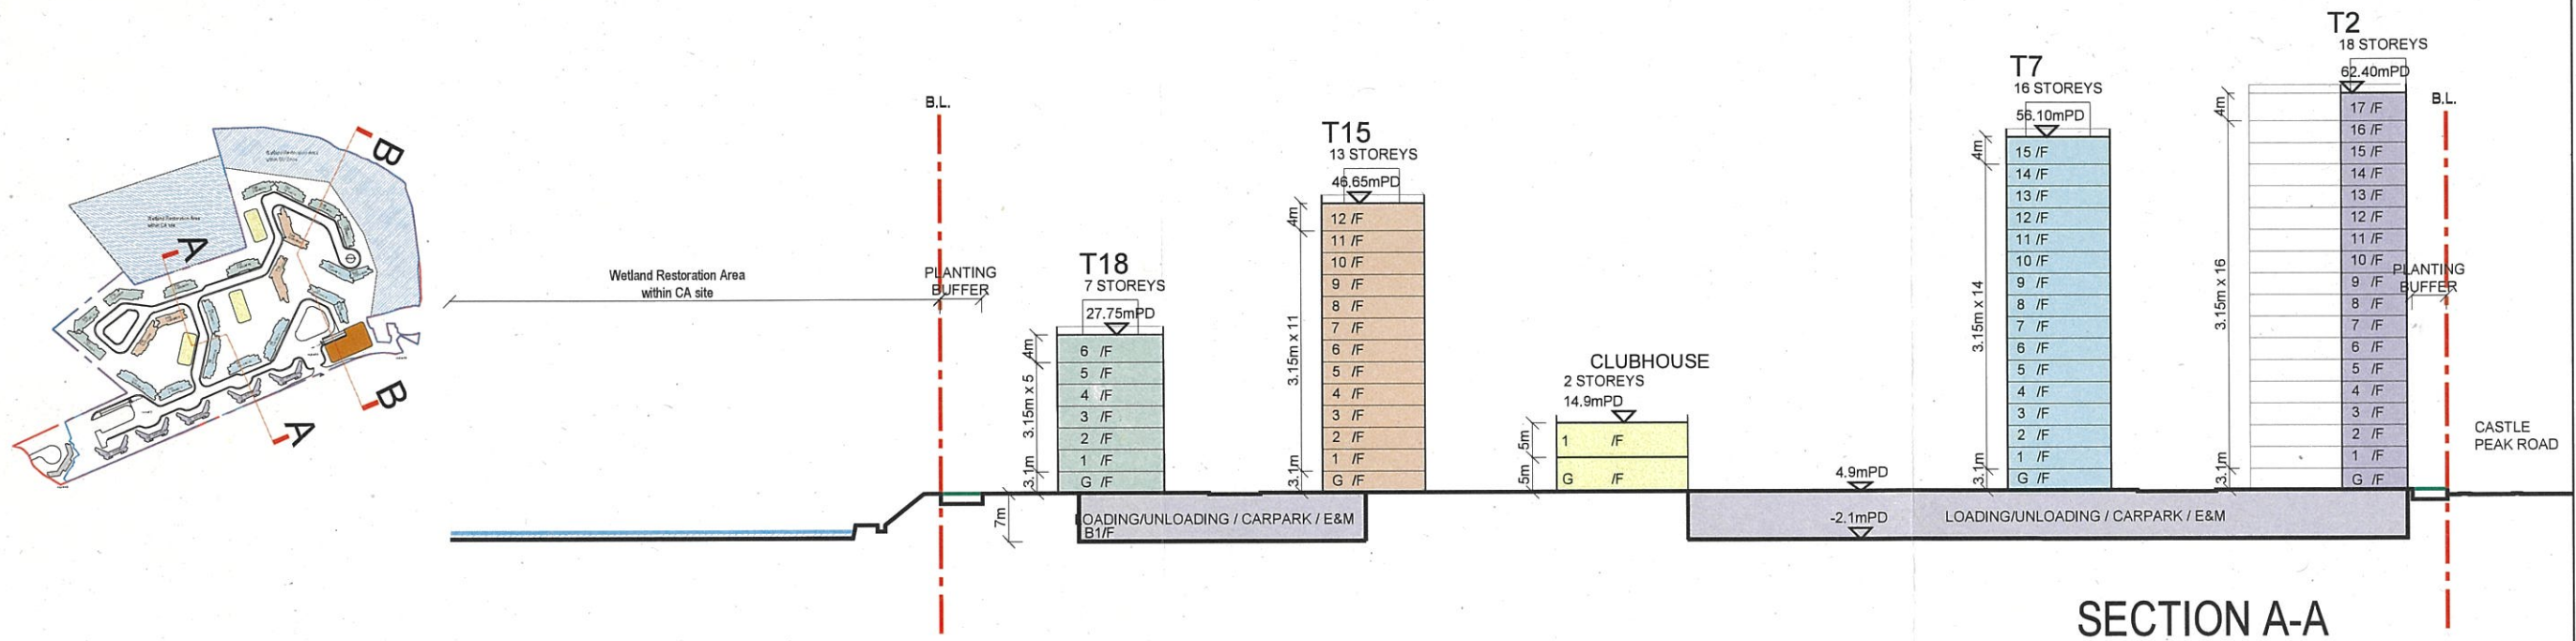 B
A
B
A
Wetland Restoration Area
within CA site
B.L.
PLANTING
BUFFER
T18
7 STOREYS
27.75mPD
4m
3.15m x 5
3.1m
6 /F
5 /F
4 /F
3 /F
2 /F
1 /F
G /F
7m
LOADING/UNLOADING / CARPARK / E&M
B1/F
T15
13 STOREYS
46.65mPD
4m
3.15m x 11
3.1m
12 /F
11 /F
10 /F
9 /F
8 /F
7 /F
6 /F
5 /F
4 /F
3 /F
2 /F
1 /F
G /F
CLUBHOUSE
2 STOREYS
14.9mPD
5m
5m
1 /F
G /F
4.9mPD
-2.1mPD
LOADING/UNLOADING / CARPARK / E&M
T7
16 STOREYS
56.10mPD
4m
3.15m x 14
3.1m
15 /F
14 /F
13 /F
12 /F
11 /F
10 /F
9 /F
8 /F
7 /F
6 /F
5 /F
4 /F
3 /F
2 /F
1 /F
G /F
T2
18 STOREYS
62.40mPD
4m
3.15m x 16
3.1m
17 /F
16 /F
15 /F
14 /F
13 /F
12 /F
11 /F
10 /F
9 /F
8 /F
7 /F
6 /F
5 /F
4 /F
3 /F
2 /F
1 /F
G /F
B.L.
PLANTING
BUFFER
CASTLE
PEAK ROAD
SECTION A-A